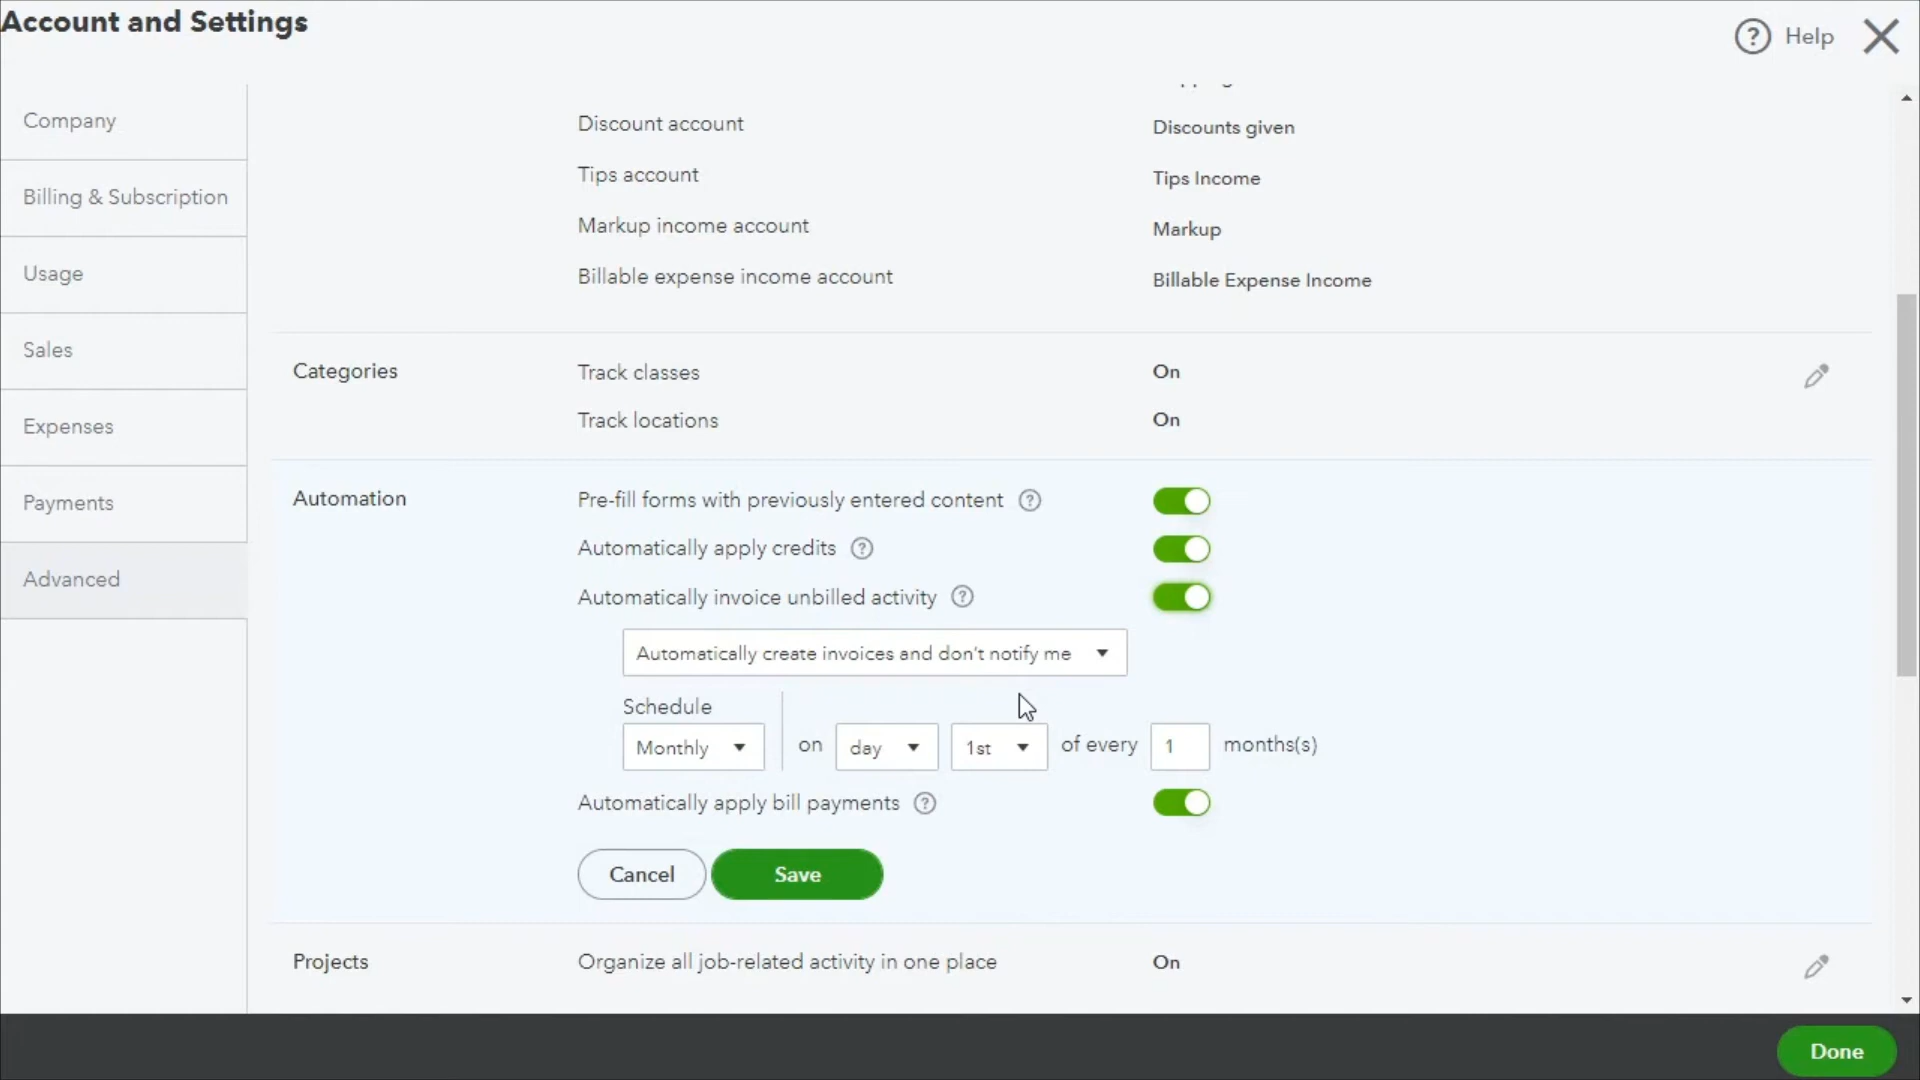 Account and Settings
? Help
Company
Billing & Subscription
Usage
Sales
Expenses
Payments
Advanced
Discount account Discounts given
Tips account Tips Income
Markup income account Markup
Billable expense income account Billable Expense Income
Categories Track classes On
Track locations On
Automation Pre-fill forms with previously entered content ?
Automatically apply credits ?
Automatically invoice unbilled activity ?
Automatically create invoices and don't notify me
Schedule
Monthly on day 1st of every 1 months(s)
Automatically apply bill payments ?
Cancel Save
Projects Organize all job-related activity in one place On
Done